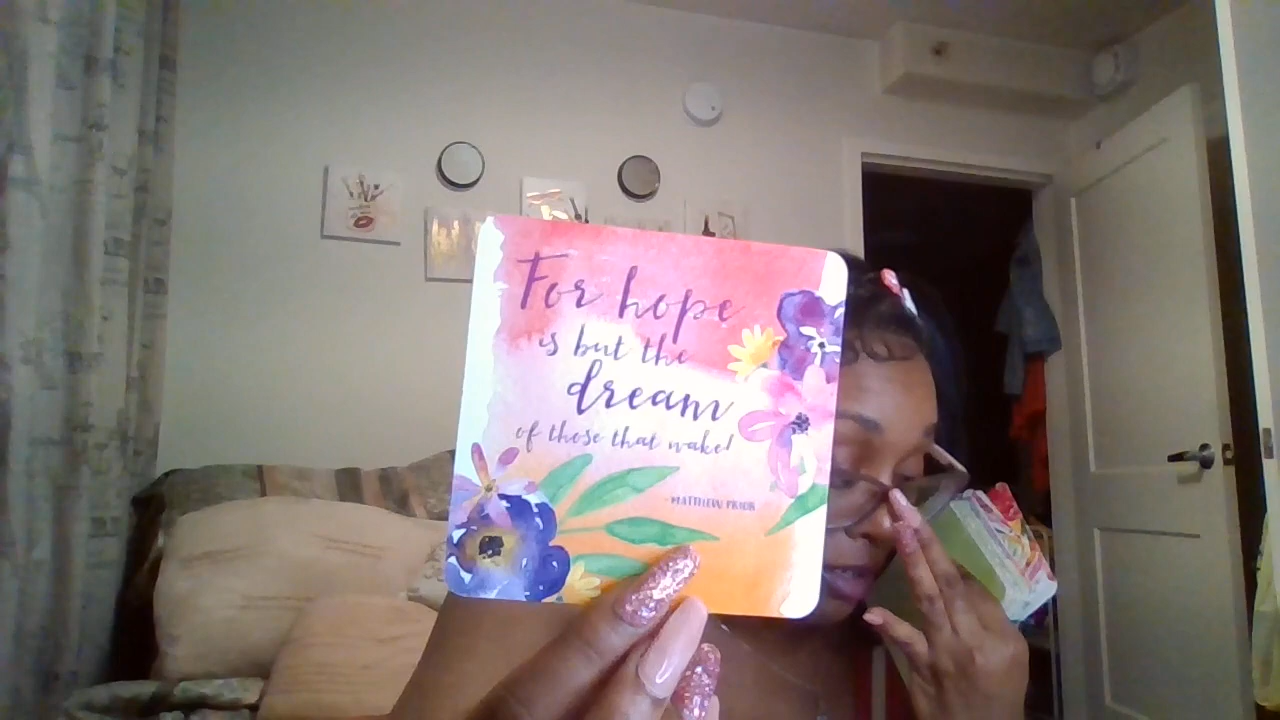 For hope
is but the
dream
of those that wake!
-MATTHEW PRIOR